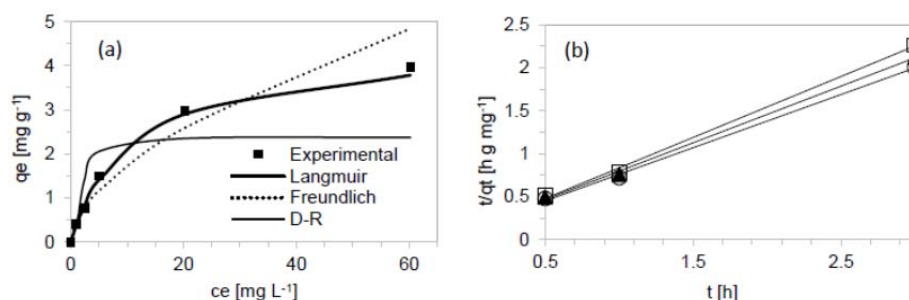 (a)
qe [mg g⁻¹]
5
4
3
2
1
0
0
20
40
60
ce [mg L⁻¹]
Experimental
Langmuir
Freundlich
D-R
(b)
t/qt [h g mg⁻¹]
2.5
2
1.5
1
0.5
0
0.5
1.5
2.5
t [h]